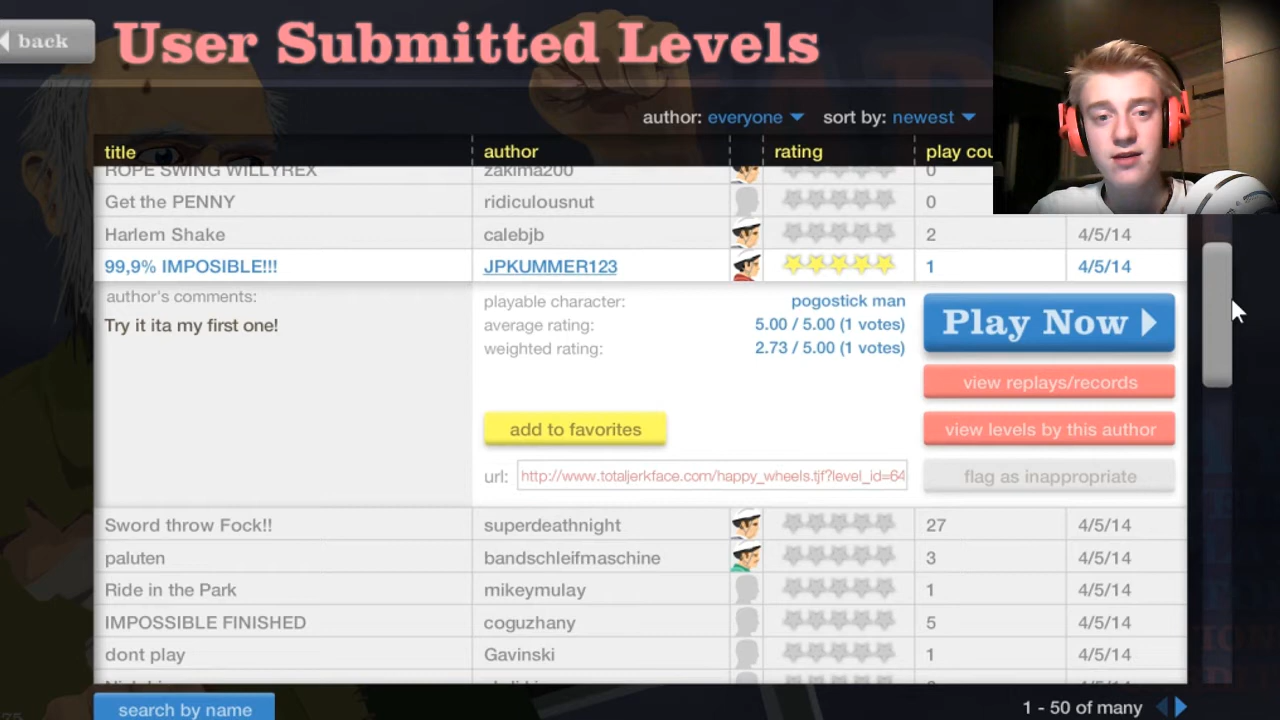 back
User Submitted Levels
author: everyone sort by: newest
title author rating play cou
ROPE SWING WILLYREX zakima200 0
Get the PENNY ridiculousnut 0
Harlem Shake calebjb 2 4/5/14
99,9% IMPOSIBLE!!! JPKUMMER123 1 4/5/14
author's comments:
Try it ita my first one!
playable character: pogostick man
average rating: 5.00 / 5.00 (1 votes)
weighted rating: 2.73 / 5.00 (1 votes)
Play Now
view replays/records
add to favorites
view levels by this author
url: http://www.totaljerkface.com/happy_wheels.tjf?level_id=64
flag as inappropriate
Sword throw Fock!! superdeathnight 27 4/5/14
paluten bandschleifmaschine 3 4/5/14
Ride in the Park mikeymulay 1 4/5/14
IMPOSSIBLE FINISHED coguzhany 5 4/5/14
dont play Gavinski 1 4/5/14
search by name
1 - 50 of many